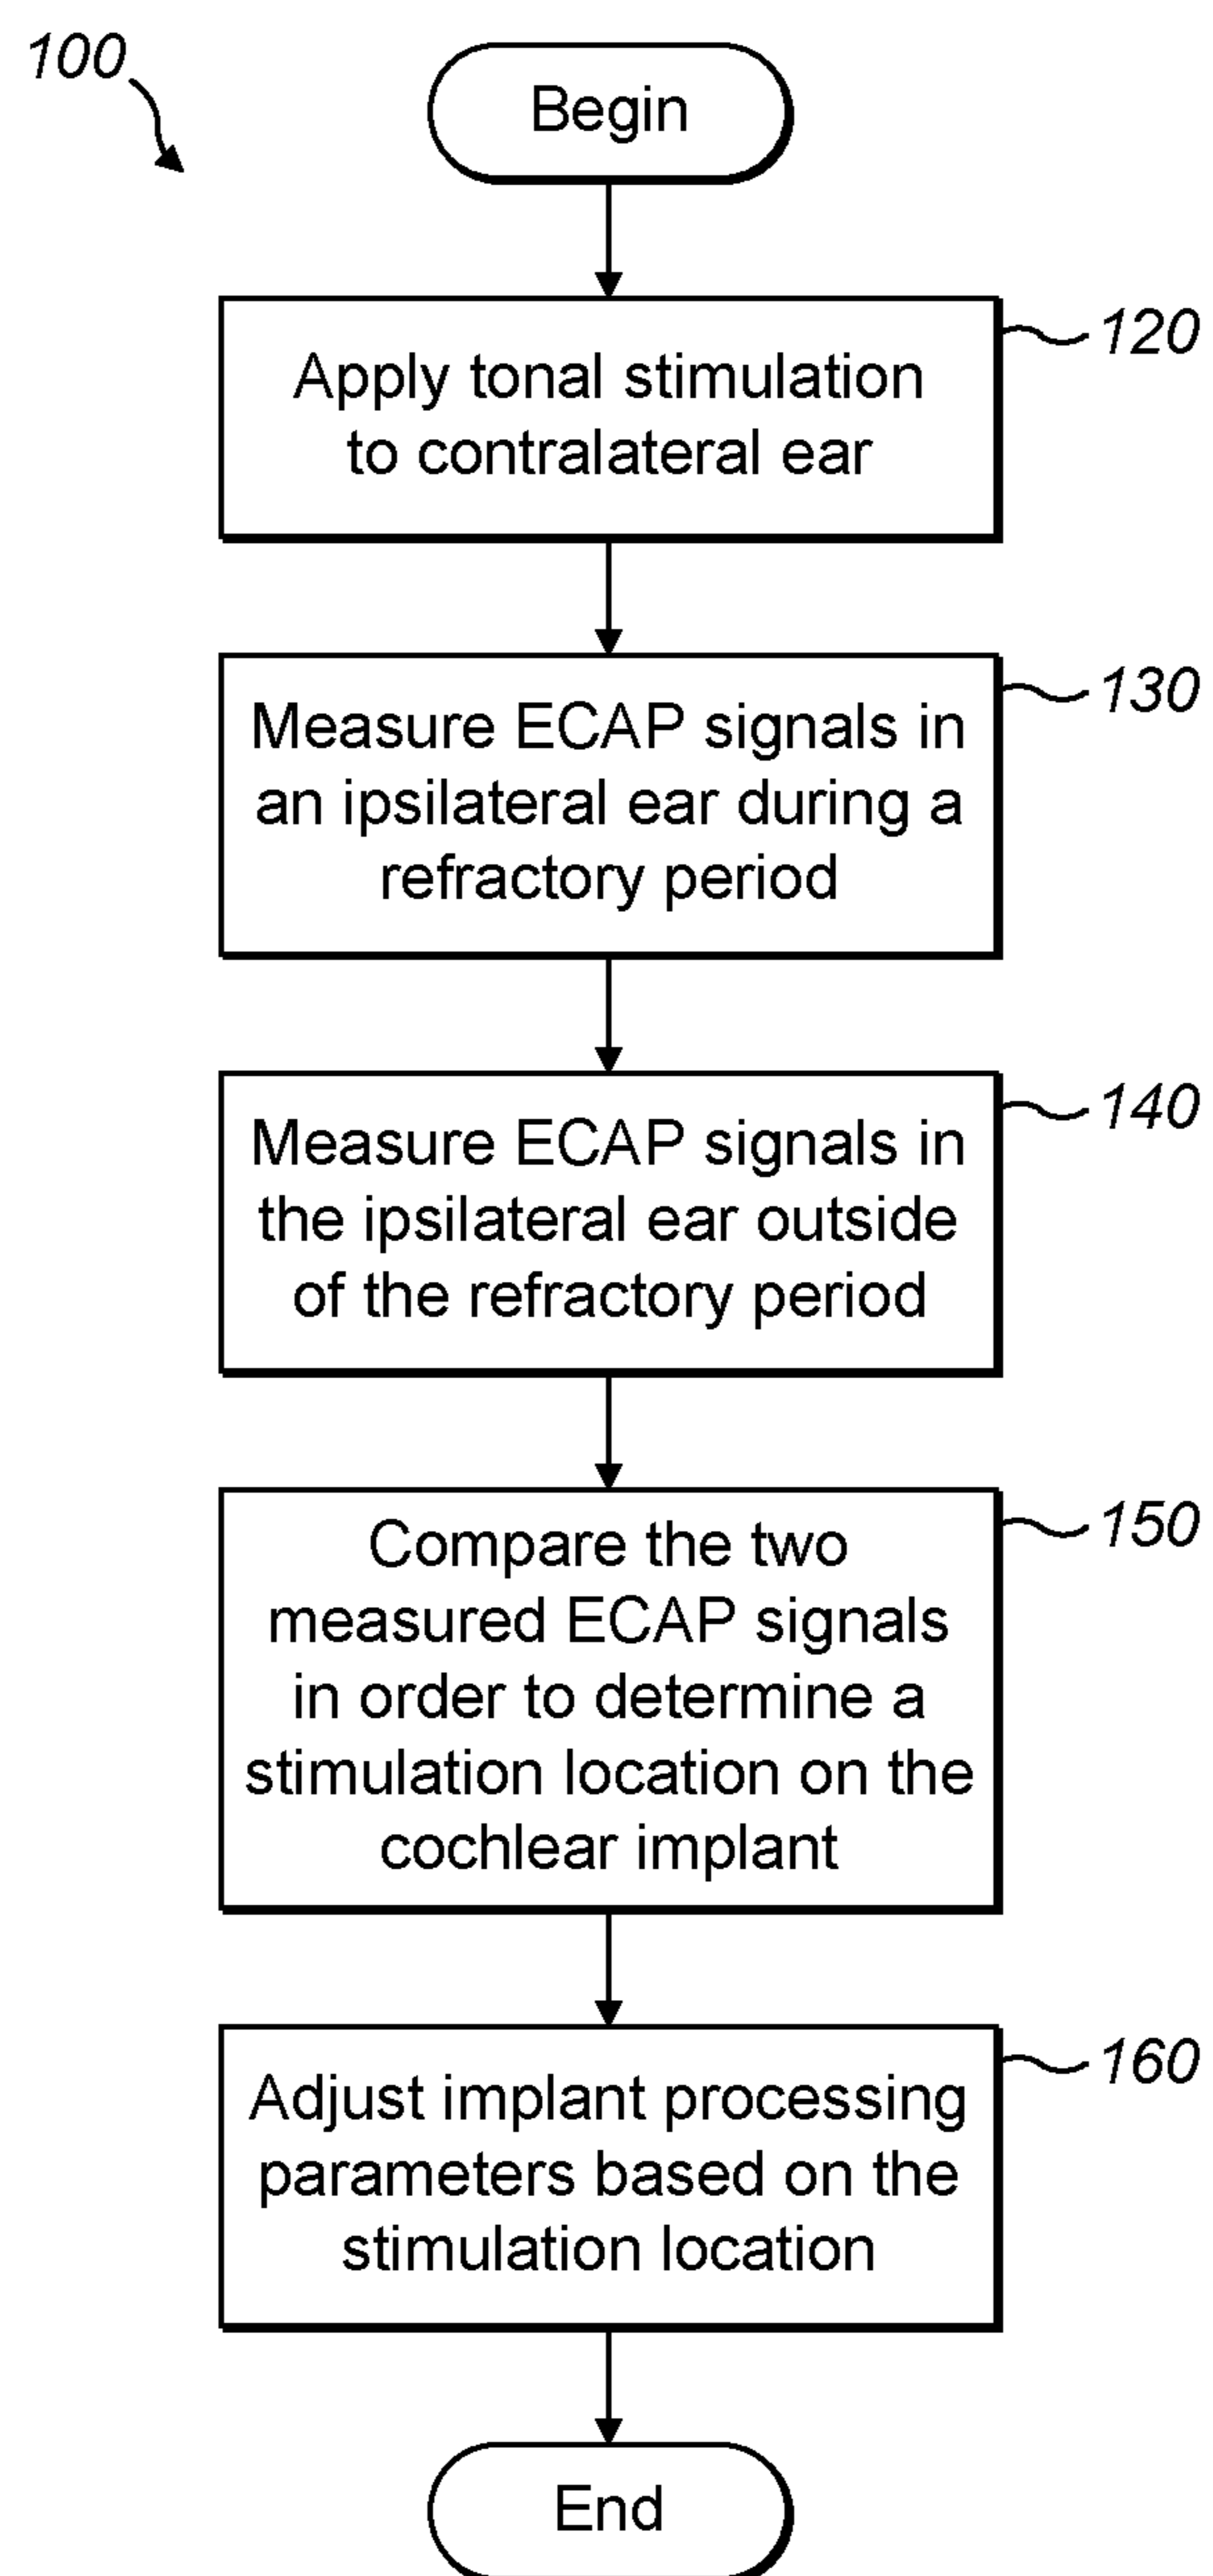 100
Begin
Apply tonal stimulation
to contralateral ear
120
Measure ECAP signals in
an ipsilateral ear during a
refractory period
130
Measure ECAP signals in
the ipsilateral ear outside
of the refractory period
140
Compare the two
measured ECAP signals
in order to determine a
stimulation location on the
cochlear implant
150
Adjust implant processing
parameters based on the
stimulation location
160
End